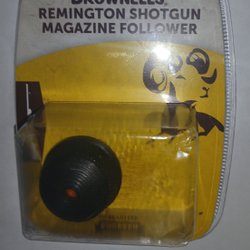 BROWNELLS
REMINGTON SHOTGUN
MAGAZINE FOLLOWER